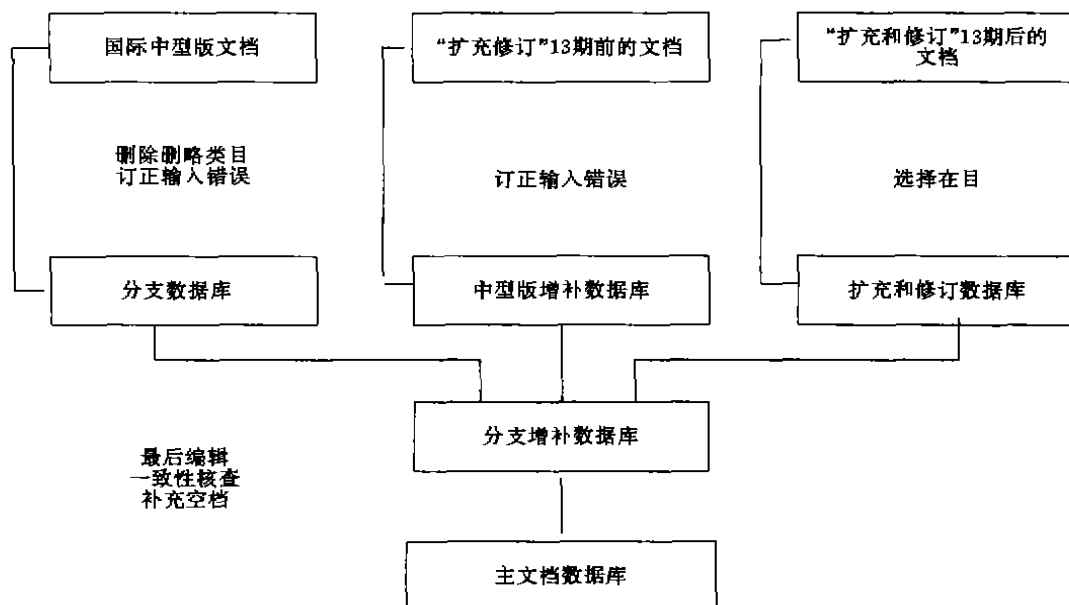 国际中型版文档
“扩充修订”13期前的文档
“扩充和修订”13期后的
文档
删除删略类目
订正输入错误
订正输入错误
选择在目
分支数据库
中型版增补数据库
扩充和修订数据库
分支增补数据库
最后编辑
一致性核查
补充空档
主文档数据库